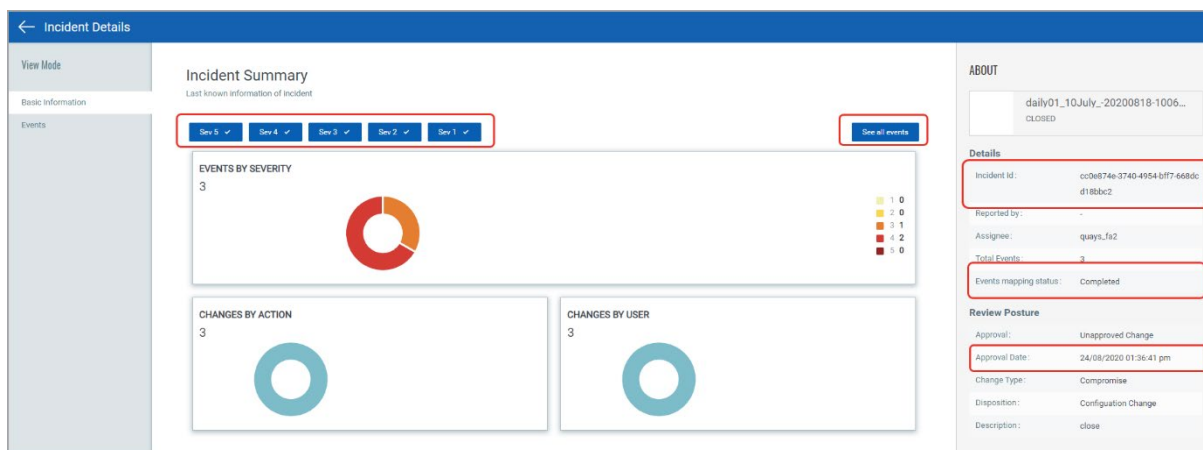 Incident Details
View Mode
Basic Information
Events
Incident Summary
Last known information of Incident
Sev 5 Sev 4 Sev 3 Sev 2 Sev 1 See all events
EVENTS BY SEVERITY
3
1 0
2 0
3 1
4 2
5 0
CHANGES BY ACTION
3
CHANGES BY USER
3
ABOUT
daily01_10July_-20200818-1006...
CLOSED
Details
Incident Id: cc0e874e-3740-4954-bff7-668dc
d18bbc2
Reported by: -
Assignee: quays_fa2
Total Events: 3
Events mapping status: Completed
Review Posture
Approval: Unapproved Change
Approval Date: 24/08/2020 01:36:41 pm
Change Type: Compromise
Disposition: Configuation Change
Description: close